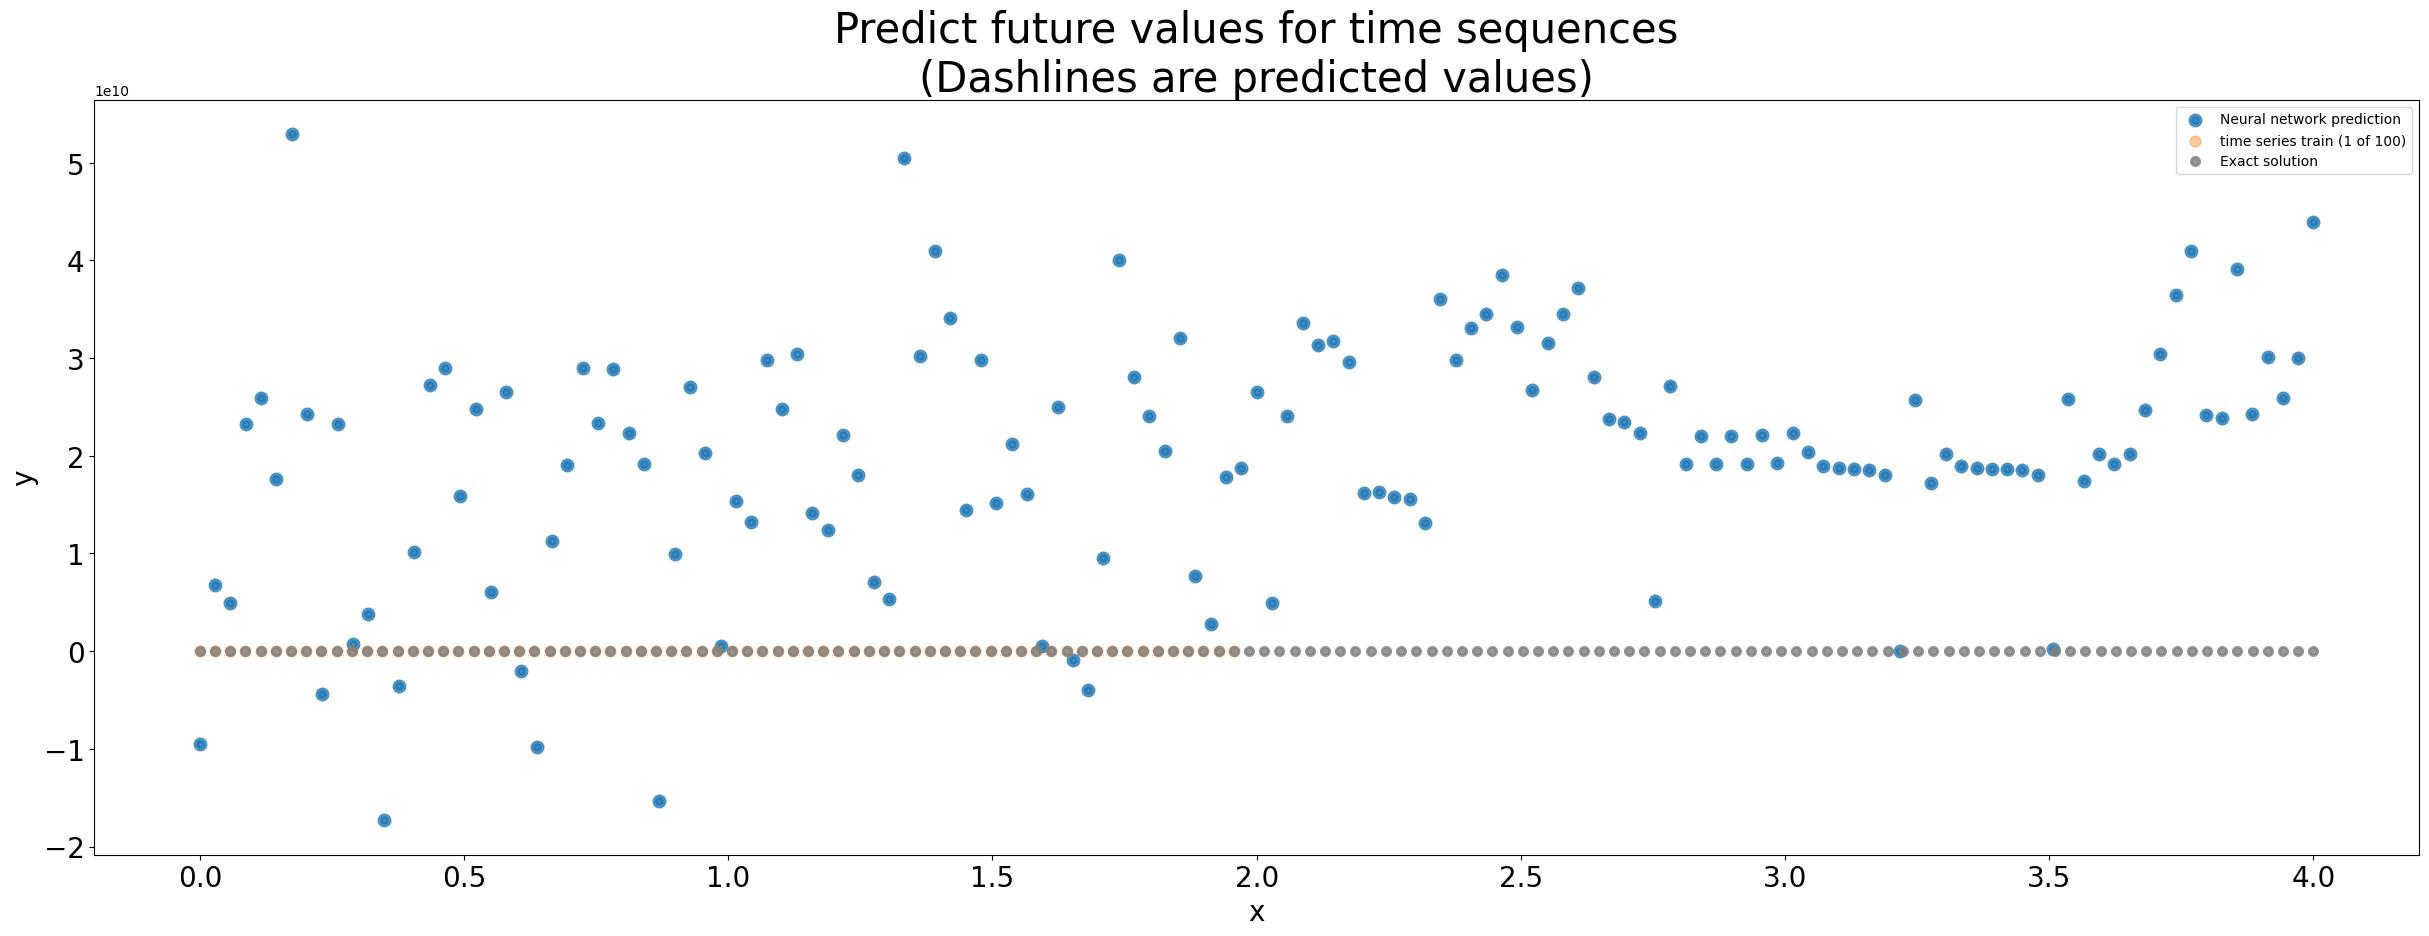 Predict future values for time sequences
(Dashlines are predicted values)
1e10
Neural network prediction
time series train (1 of 100)
Exact solution
5
4
3
2
1
0
−1
−2
y
0.0 0.5 1.0 1.5 2.0 2.5 3.0 3.5 4.0
x